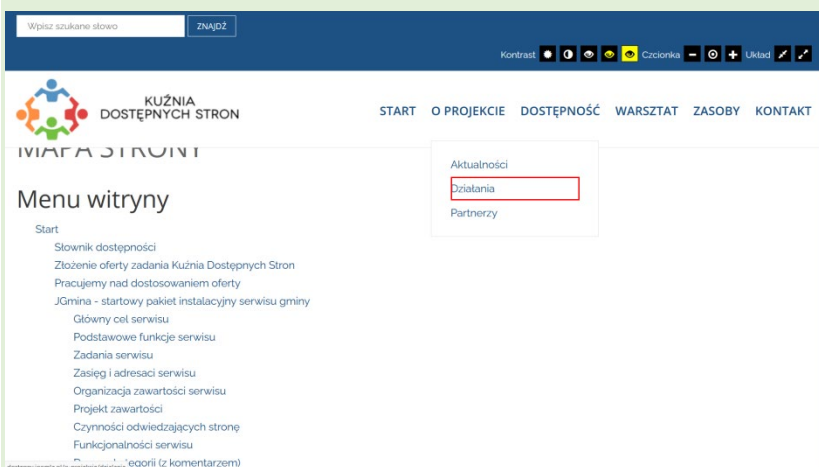 Wpisz szukane słowo ZNAJDŹ
Kontrast Czcionka Układ
KUŹNIA
DOSTĘPNYCH STRON
START O PROJEKCIE DOSTĘPNOŚĆ WARSZTAT ZASOBY KONTAKT
MAPA STRONY
Aktualności
Działania
Partnerzy
Menu witryny
Start
Słownik dostępności
Złożenie oferty zadania Kuźnia Dostępnych Stron
Pracujemy nad dostosowaniem oferty
JGmina - startowy pakiet instalacyjny serwisu gminy
Główny cel serwisu
Podstawowe funkcje serwisu
Zadania serwisu
Zasięg i adresaci serwisu
Organizacja zawartości serwisu
Projekt zawartości
Czynności odwiedzających stronę
Funkcjonalności serwisu
(z komentarzem)